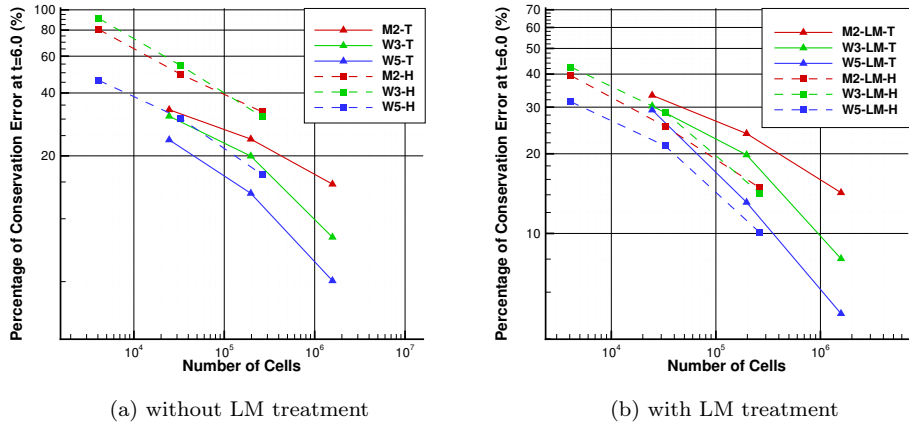 Percentage of Conservation Error at t=6.0 (%)
100
80
60
40
20
10^4
10^5
10^6
10^7
Number of Cells
M2-T
W3-T
W5-T
M2-H
W3-H
W5-H
(a) without LM treatment
Percentage of Conservation Error at t=6.0 (%)
70
60
50
40
30
20
10
10^4
10^5
10^6
Number of Cells
M2-LM-T
W3-LM-T
W5-LM-T
M2-LM-H
W3-LM-H
W5-LM-H
(b) with LM treatment